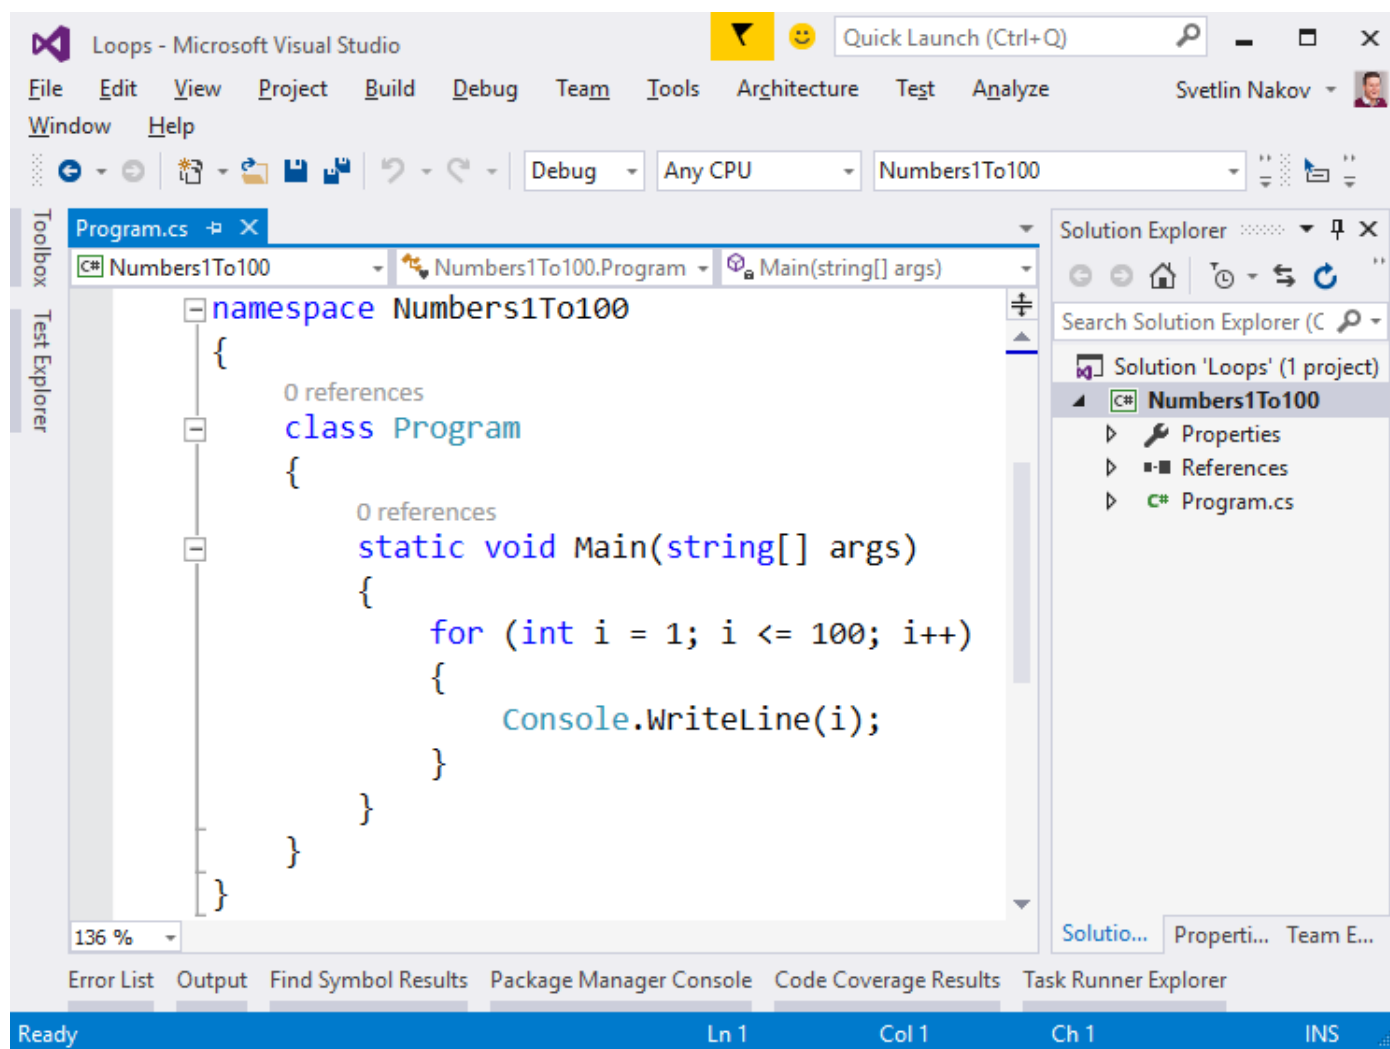 Loops - Microsoft Visual Studio
Quick Launch (Ctrl+Q)
File Edit View Project Build Debug Team Tools Architecture Test Analyze Svetlin Nakov
Window Help
Debug Any CPU Numbers1To100
Toolbox
Test Explorer
Program.cs
C# Numbers1To100 Numbers1To100.Program Main(string[] args)
namespace Numbers1To100
{
0 references
class Program
{
0 references
static void Main(string[] args)
{
for (int i = 1; i <= 100; i++)
{
Console.WriteLine(i);
}
}
}
}
136 %
Solution Explorer
Search Solution Explorer (C
Solution 'Loops' (1 project)
C# Numbers1To100
Properties
References
C# Program.cs
Solutio... Properti... Team E...
Error List Output Find Symbol Results Package Manager Console Code Coverage Results Task Runner Explorer
Ready Ln 1 Col 1 Ch 1 INS